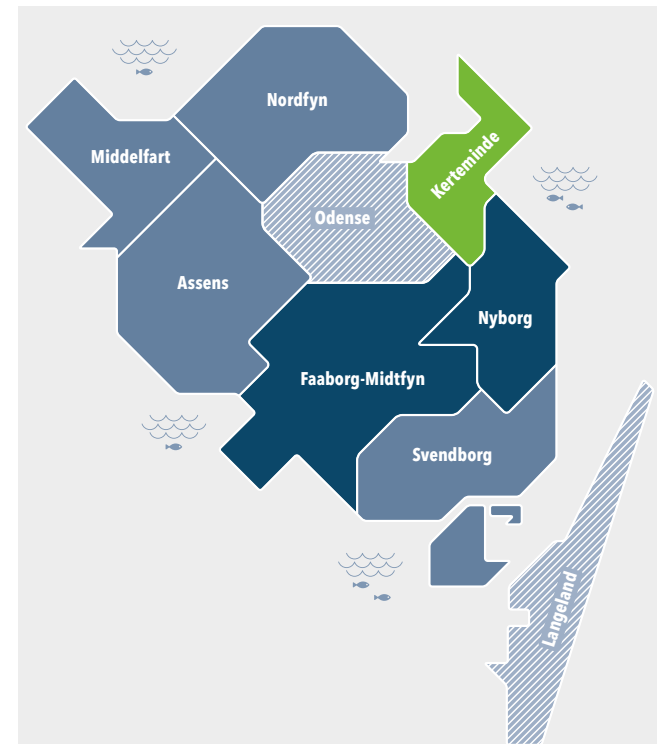 Nordfyn
Middelfart
Kerteminde
Odense
Assens
Nyborg
Faaborg-Midtfyn
Svendborg
Langeland